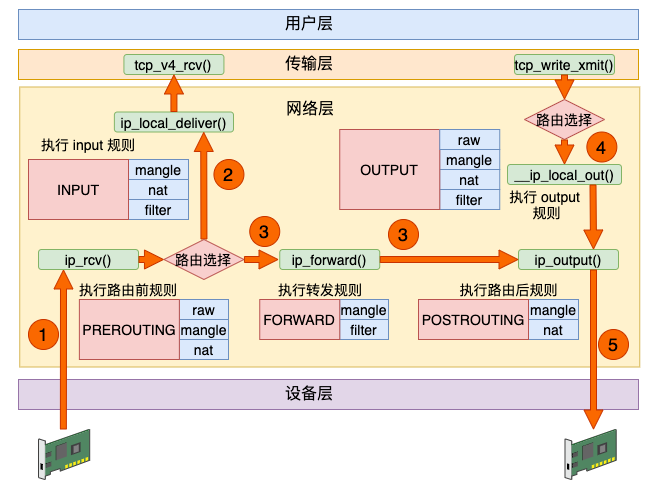 用户层
传输层
tcp_v4_rcv()
tcp_write_xmit()
网络层
ip_local_deliver()
路由选择
执行 input 规则
INPUT
mangle
nat
filter
2
OUTPUT
raw
mangle
nat
filter
4
__ip_local_out()
执行 output
规则
ip_rcv()
路由选择
3
ip_forward()
3
ip_output()
执行路由前规则
PREROUTING
raw
mangle
nat
执行转发规则
FORWARD
mangle
filter
执行路由后规则
POSTROUTING
mangle
nat
1
5
设备层